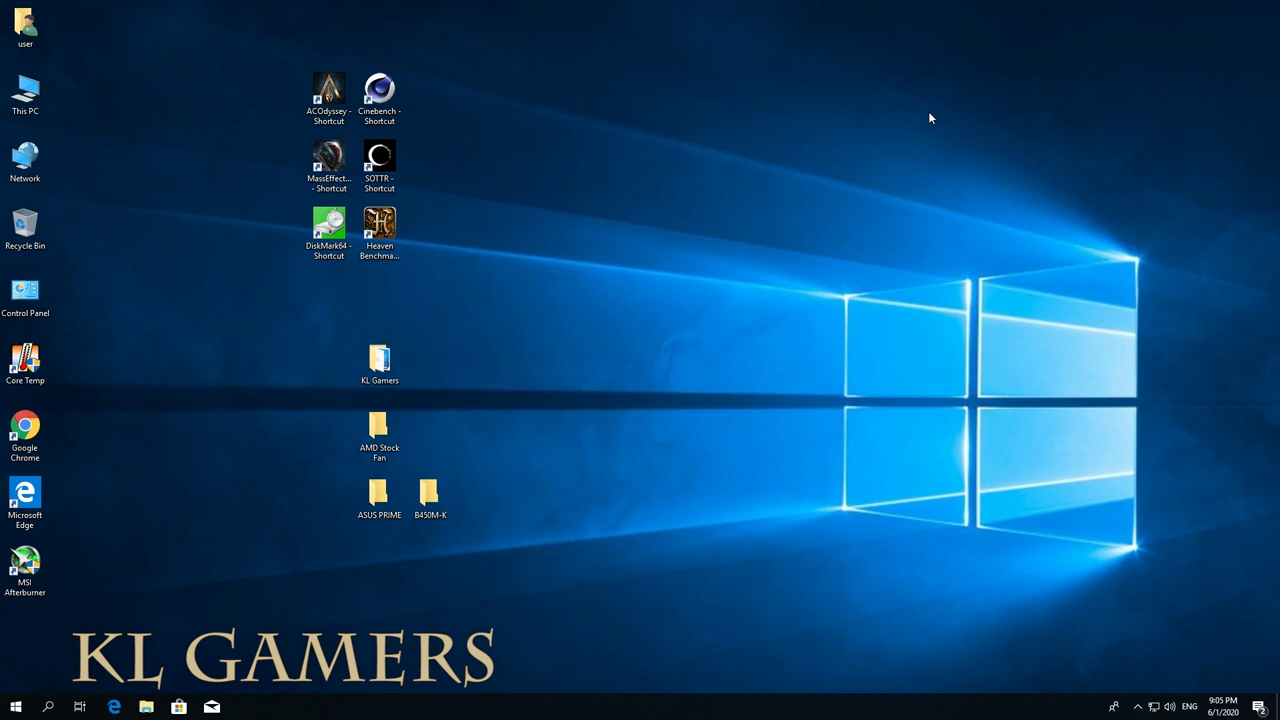 user
This PC
Network
Recycle Bin
Control Panel
Core Temp
Google
Chrome
Microsoft
Edge
MSI
Afterburner
ACOdyssey -
Shortcut
Cinebench -
Shortcut
MassEffect...
- Shortcut
SOTTR -
Shortcut
DiskMark64 -
Shortcut
Heaven
Benchma...
KL Gamers
AMD Stock
Fan
ASUS PRIME
B450M-K
KL GAMERS
ENG
9:05 PM
6/1/2020
2